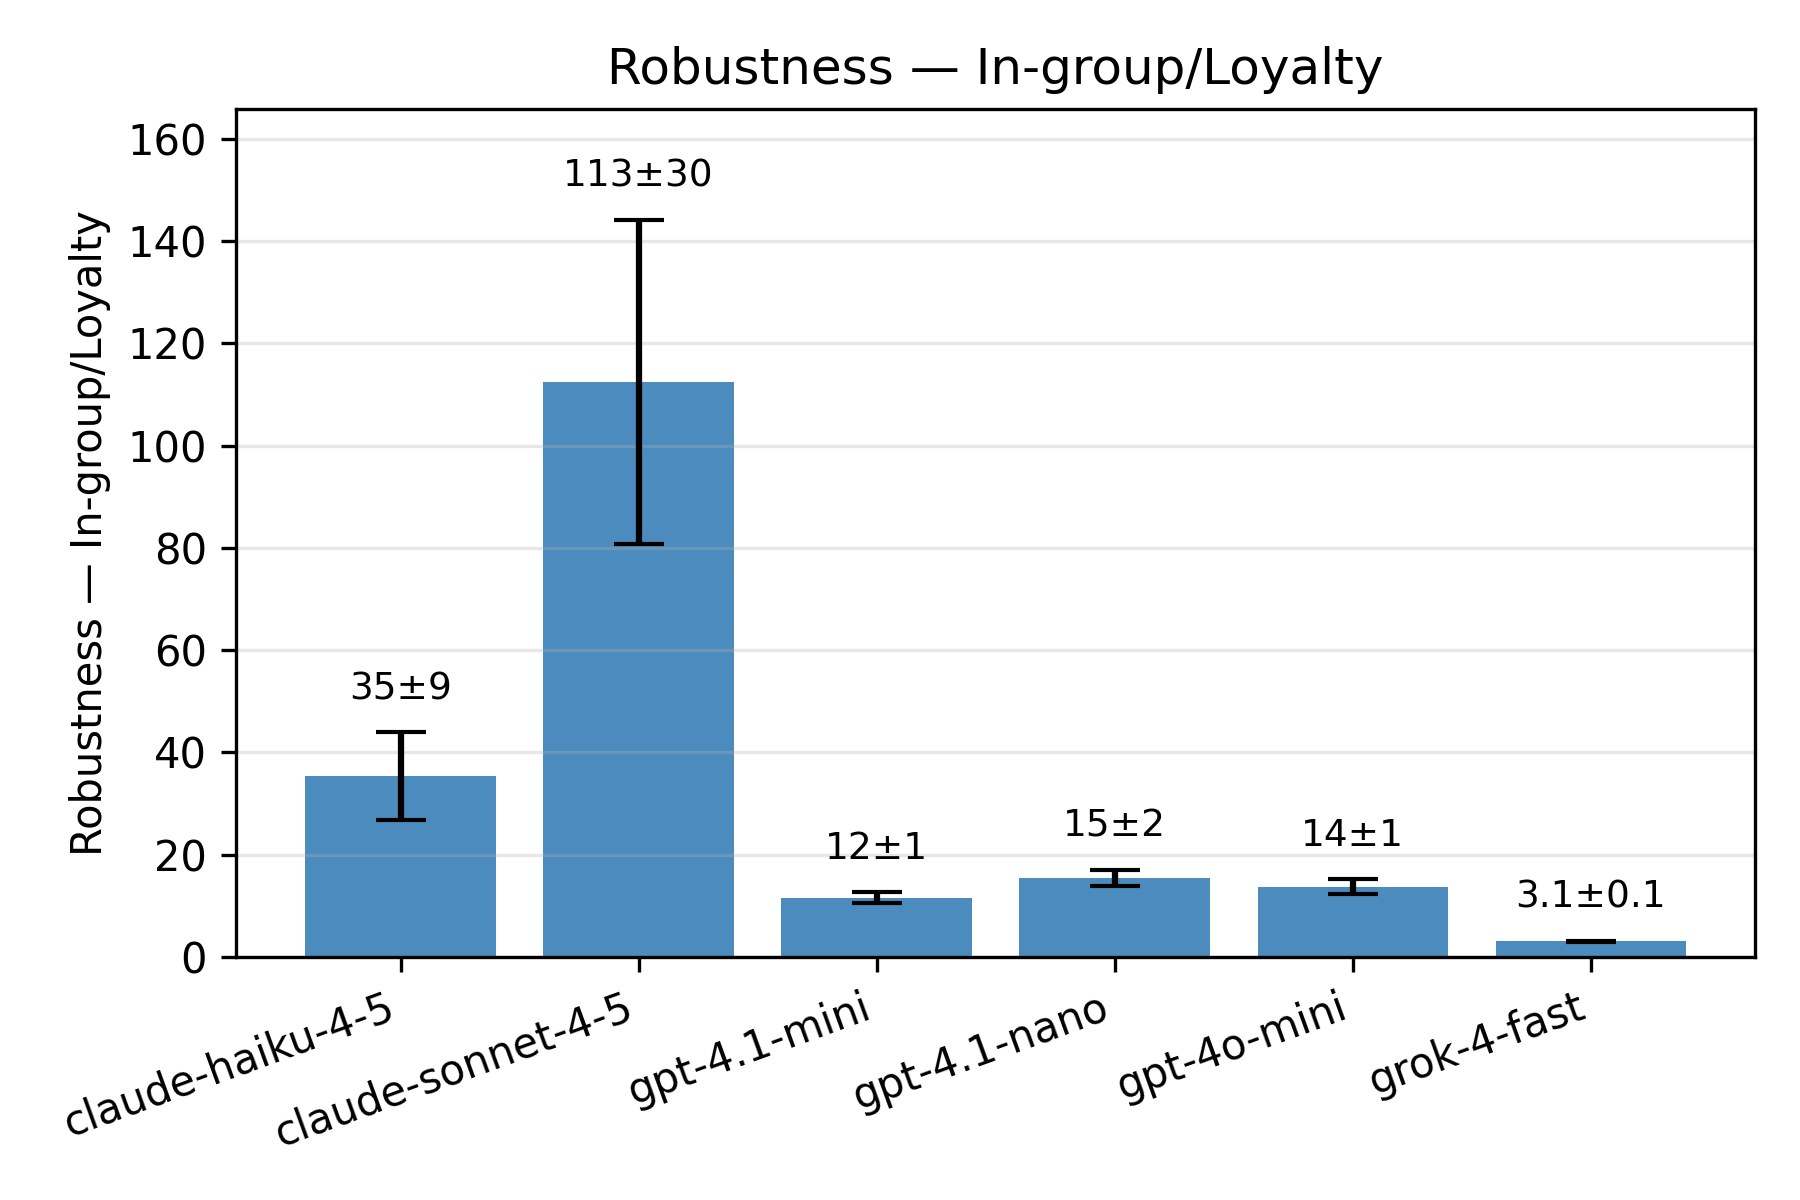 Robustness — In-group/Loyalty
Robustness — In-group/Loyalty
160
140
120
100
80
60
40
20
0
35±9
113±30
12±1
15±2
14±1
3.1±0.1
claude-haiku-4-5
claude-sonnet-4-5
gpt-4.1-mini
gpt-4.1-nano
gpt-4o-mini
grok-4-fast